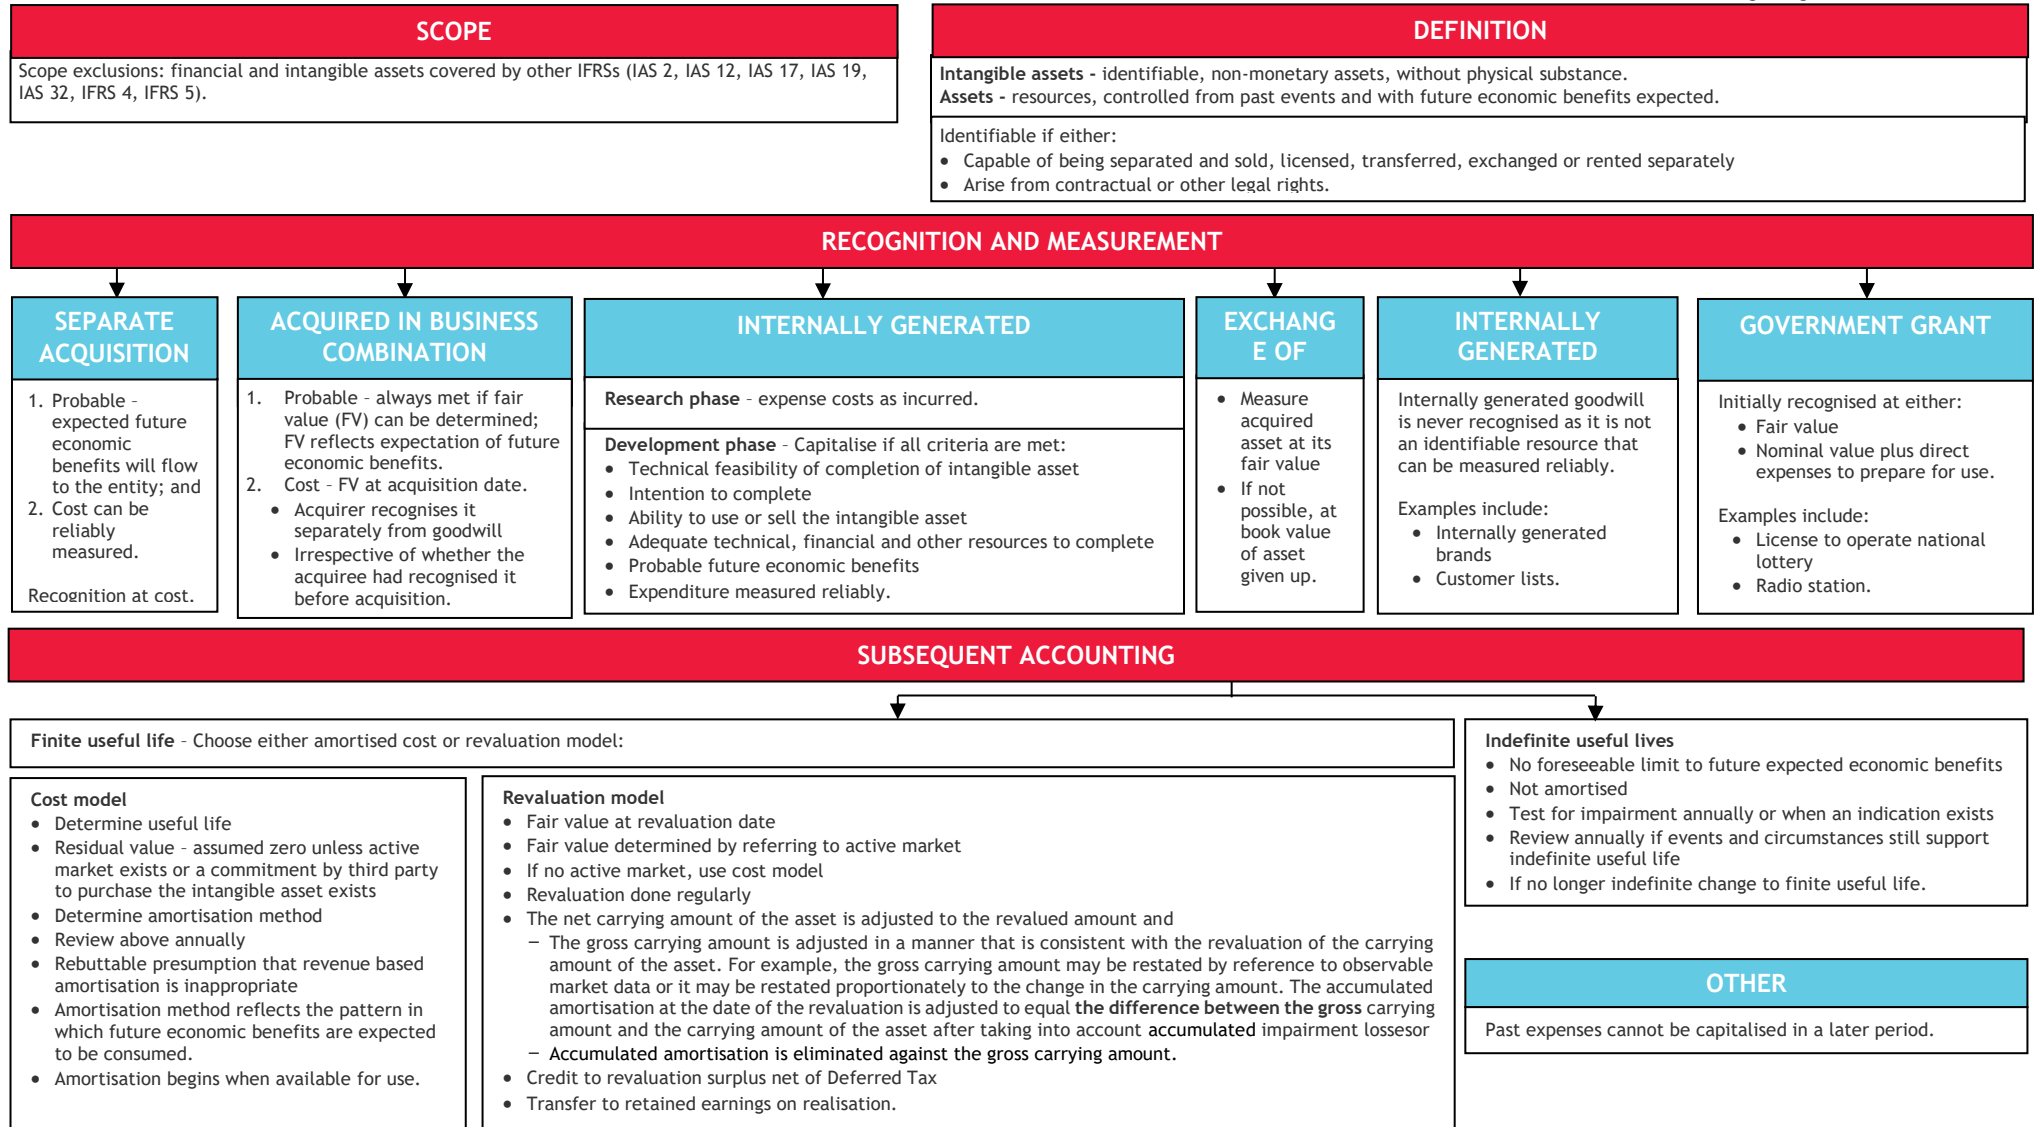 SCOPE
Scope exclusions: financial and intangible assets covered by other IFRSs (IAS 2, IAS 12, IAS 17, IAS 19,
IAS 32, IFRS 4, IFRS 5).
DEFINITION
Intangible assets - identifiable, non-monetary assets, without physical substance.
Assets - resources, controlled from past events and with future economic benefits expected.
Identifiable if either:
• Capable of being separated and sold, licensed, transferred, exchanged or rented separately
• Arise from contractual or other legal rights.
RECOGNITION AND MEASUREMENT
SEPARATE
ACQUISITION
1. Probable –
expected future
economic
benefits will flow
to the entity; and
2. Cost can be
reliably
measured.
Recognition at cost.
ACQUIRED IN BUSINESS
COMBINATION
1. Probable – always met if fair
value (FV) can be determined;
FV reflects expectation of future
economic benefits.
2. Cost – FV at acquisition date.
• Acquirer recognises it
separately from goodwill
• Irrespective of whether the
acquiree had recognised it
before acquisition.
INTERNALLY GENERATED
Research phase – expense costs as incurred.
Development phase – Capitalise if all criteria are met:
• Technical feasibility of completion of intangible asset
• Intention to complete
• Ability to use or sell the intangible asset
• Adequate technical, financial and other resources to complete
• Probable future economic benefits
• Expenditure measured reliably.
EXCHANG
E OF
• Measure
acquired
asset at its
fair value
• If not
possible, at
book value
of asset
given up.
INTERNALLY
GENERATED
Internally generated goodwill
is never recognised as it is not
an identifiable resource that
can be measured reliably.
Examples include:
• Internally generated
brands
• Customer lists.
GOVERNMENT GRANT
Initially recognised at either:
• Fair value
• Nominal value plus direct
expenses to prepare for use.
Examples include:
• License to operate national
lottery
• Radio station.
SUBSEQUENT ACCOUNTING
Finite useful life – Choose either amortised cost or revaluation model:
Cost model
• Determine useful life
• Residual value – assumed zero unless active
market exists or a commitment by third party
to purchase the intangible asset exists
• Determine amortisation method
• Review above annually
• Rebuttable presumption that revenue based
amortisation is inappropriate
• Amortisation method reflects the pattern in
which future economic benefits are expected
to be consumed.
• Amortisation begins when available for use.
Revaluation model
• Fair value at revaluation date
• Fair value determined by referring to active market
• If no active market, use cost model
• Revaluation done regularly
• The net carrying amount of the asset is adjusted to the revalued amount and
− The gross carrying amount is adjusted in a manner that is consistent with the revaluation of the carrying
amount of the asset. For example, the gross carrying amount may be restated by reference to observable
market data or it may be restated proportionately to the change in the carrying amount. The accumulated
amortisation at the date of the revaluation is adjusted to equal the difference between the gross carrying
amount and the carrying amount of the asset after taking into account accumulated impairment lossesor
− Accumulated amortisation is eliminated against the gross carrying amount.
• Credit to revaluation surplus net of Deferred Tax
• Transfer to retained earnings on realisation.
Indefinite useful lives
• No foreseeable limit to future expected economic benefits
• Not amortised
• Test for impairment annually or when an indication exists
• Review annually if events and circumstances still support
indefinite useful life
• If no longer indefinite change to finite useful life.
OTHER
Past expenses cannot be capitalised in a later period.